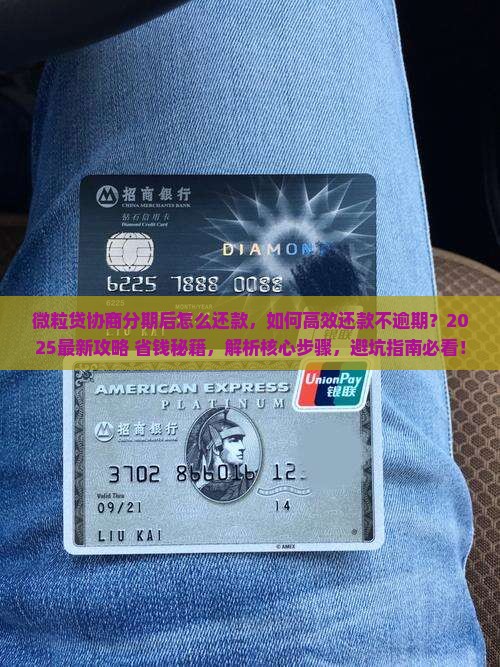 招商银行
CHINA MERCHANTS BANK
钻石信用卡
Diamond Credit Card
DIAMON
6225 7888 0088
微粒贷协商分期后怎么还款，如何高效还款不逾期？20
25最新攻略 省钱秘籍，解析核心步骤，避坑指南必看！
AMERICAN EXPRESS
PLATINUM
UnionPay
银联
招商银行
3702 866016 12
Valid Thru
09/21
14
LIU KAI
© AMEX